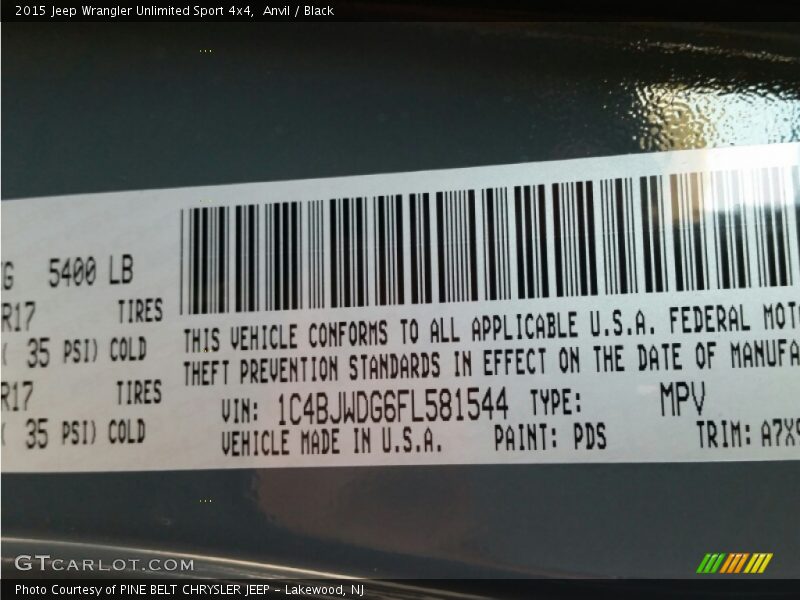 2015 Jeep Wrangler Unlimited Sport 4x4,  Anvil / Black
G 5400 LB
R17 TIRES
( 35 PSI) COLD
R17 TIRES
( 35 PSI) COLD
THIS VEHICLE CONFORMS TO ALL APPLICABLE U.S.A. FEDERAL MOT
THEFT PREVENTION STANDARDS IN EFFECT ON THE DATE OF MANUFA
VIN: 1C4BJWDG6FL581544 TYPE: MPV
VEHICLE MADE IN U.S.A. PAINT: PDS TRIM: A7X9
GTCARLOT.COM
Photo Courtesy of PINE BELT CHRYSLER JEEP - Lakewood, NJ